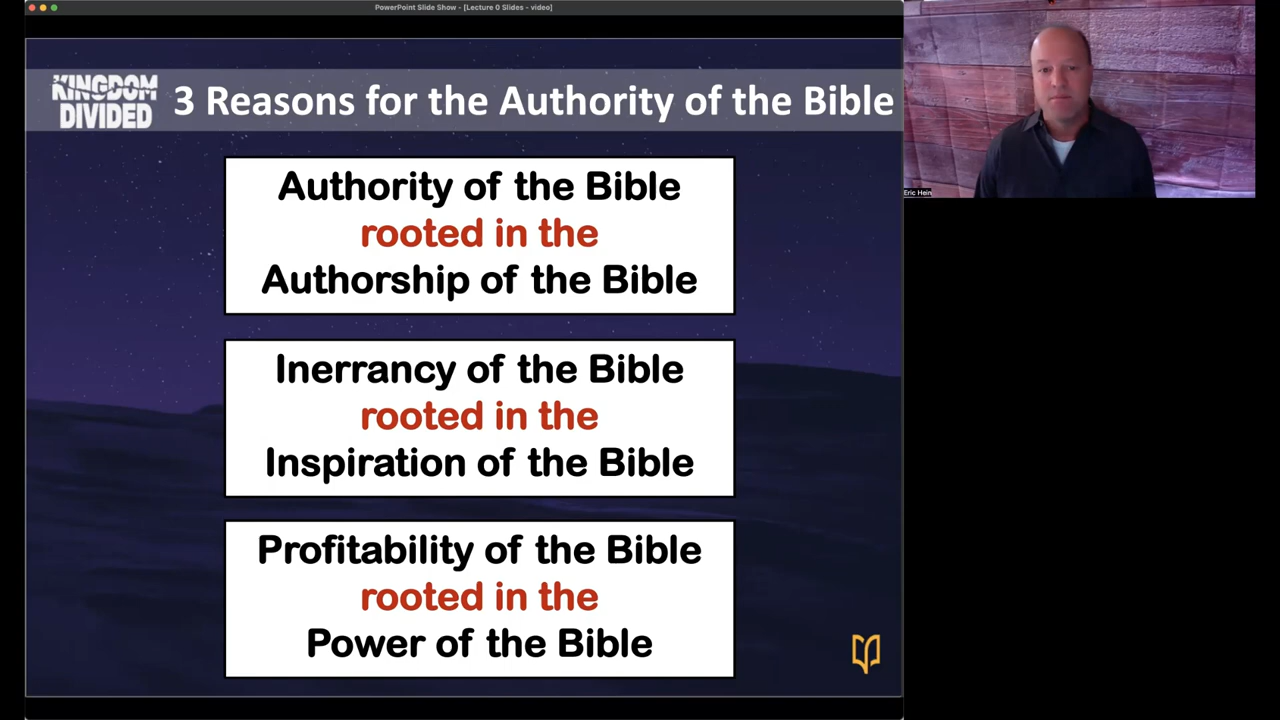 PowerPoint Slide Show - [Lecture 0 Slides - video]
KINGDOM
DIVIDED
3 Reasons for the Authority of the Bible
Authority of the Bible
rooted in the
Authorship of the Bible
Inerrancy of the Bible
rooted in the
Inspiration of the Bible
Profitability of the Bible
rooted in the
Power of the Bible
Eric Hein